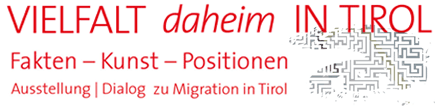 VIELFALT daheim IN TIROL
Fakten – Kunst – Positionen
Ausstellung | Dialog zu Migration in Tirol